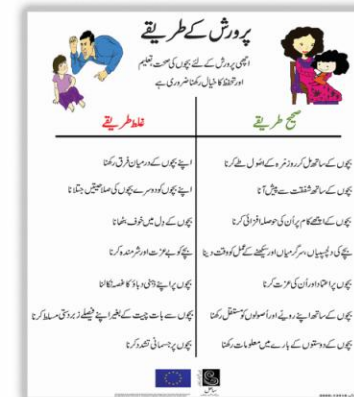 پرورش کے طریقے
اچھی پرورش کے لئے بچوں کی صحت، تعلیم
اور تحفظ کا خیال رکھنا ضروری ہے
صحیح طریقے
بچوں کے ساتھ مل کر روز مرہ کے اصول طے کرنا
بچوں کے ساتھ شفقت سے پیش آنا
بچوں کے اچھے کام پر اُن کی حوصلہ افزائی کرنا
بچے کی دلچسپیاں، سرگرمیاں اور سیکھنے کے عمل کو وقت دینا
بچوں پر اعتماد اور اُن کی عزت کرنا
بچوں کے ساتھ اپنے رویے اور اُصولوں کو مستقل رکھنا
بچوں کے دوستوں کے بارے میں معلومات رکھنا
غلط طریقے
اپنے بچوں کے درمیان فرق رکھنا
اپنے بچوں کو دوسرے بچوں کی صلاحیتیں جتلانا
بچوں کے دل میں خوف بٹھانا
بچے کو بے عزت اور شرمندہ کرنا
بچوں پر اپنے ذہنی دباؤ کا غصہ نکالنا
بچوں سے بات چیت کے بغیر اپنے فیصلے زبردستی مسلط کرنا
بچوں پر جسمانی تشدد کرنا
ساحل